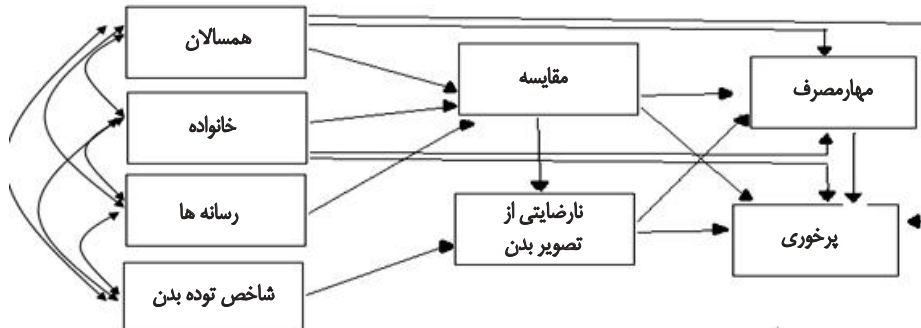 همسالان
مقایسه
مهارمصرف
خانواده
رسانه ها
نارضایتی از
تصویر بدن
پرخوری
شاخص توده بدن